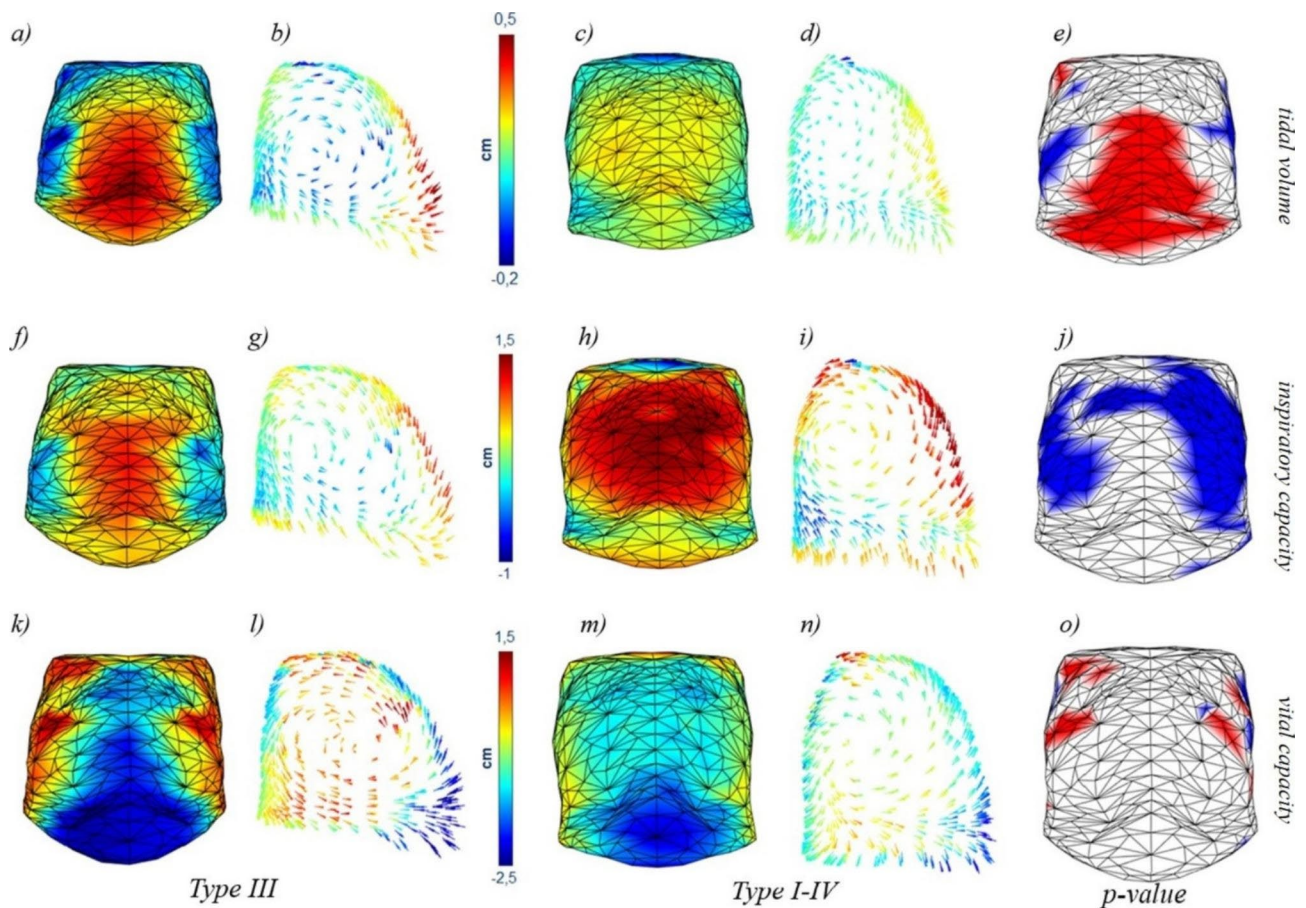 a)
b)
0,5
cm
-0,2
c)
d)
e)
tidal volume
f)
g)
1,5
cm
-1
h)
i)
j)
inspiratory capacity
k)
l)
1,5
cm
-2,5
m)
n)
o)
vital capacity
Type III
Type I-IV
p-value